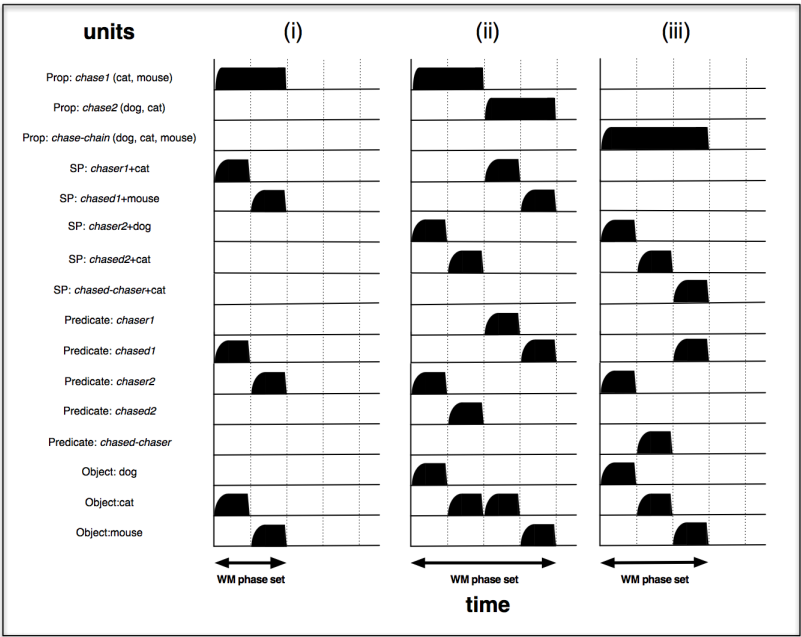 units (i) (ii) (iii)
Prop: chase1 (cat, mouse)
Prop: chase2 (dog, cat)
Prop: chase-chain (dog, cat, mouse)
SP: chaser1+cat
SP: chased1+mouse
SP: chaser2+dog
SP: chased2+cat
SP: chased-chaser+cat
Predicate: chaser1
Predicate: chased1
Predicate: chaser2
Predicate: chased2
Predicate: chased-chaser
Object: dog
Object:cat
Object:mouse
WM phase set WM phase set WM phase set
time